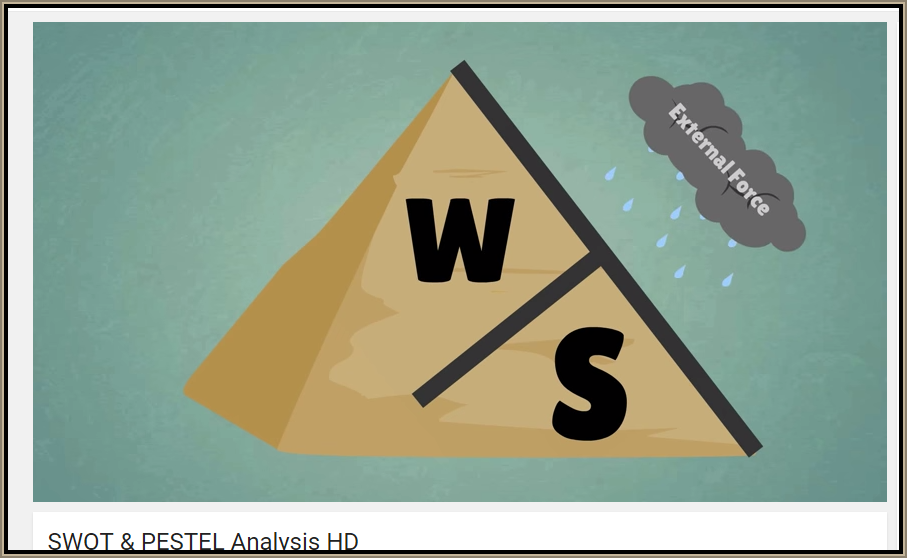 External Force
W
S
SWOT & PESTEL Analysis HD